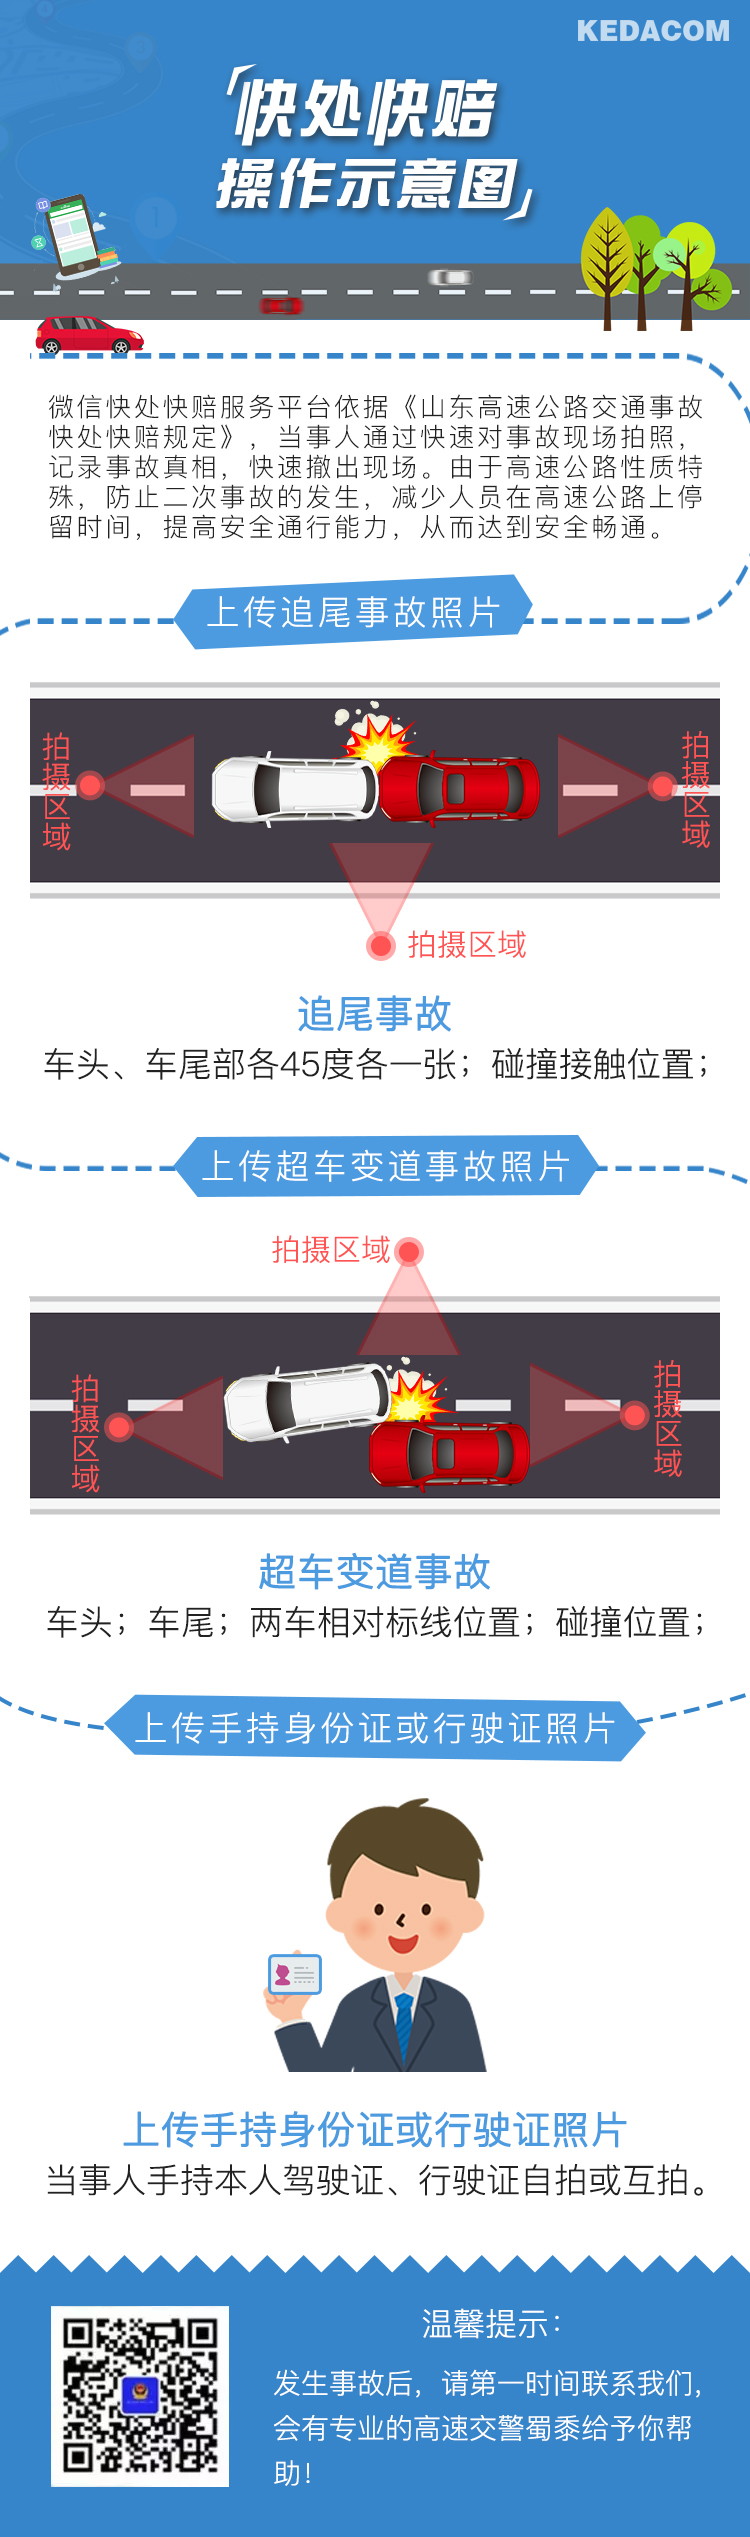 KEDACOM
「快处快赔
操作示意图」
微信快处快赔服务平台依据《山东高速公路交通事故
快处快赔规定》，当事人通过快速对事故现场拍照，
记录事故真相，快速撤出现场。由于高速公路性质特
殊，防止二次事故的发生，减少人员在高速公路上停
留时间，提高安全通行能力，从而达到安全畅通。
上传追尾事故照片
拍摄区域
拍摄区域
拍摄区域
追尾事故
车头、车尾部各45度各一张；碰撞接触位置；
上传超车变道事故照片
拍摄区域
拍摄区域
拍摄区域
超车变道事故
车头；车尾；两车相对标线位置；碰撞位置；
上传手持身份证或行驶证照片
上传手持身份证或行驶证照片
当事人手持本人驾驶证、行驶证自拍或互拍。
温馨提示：
发生事故后，请第一时间联系我们，
会有专业的高速交警蜀黍给予你帮
助！